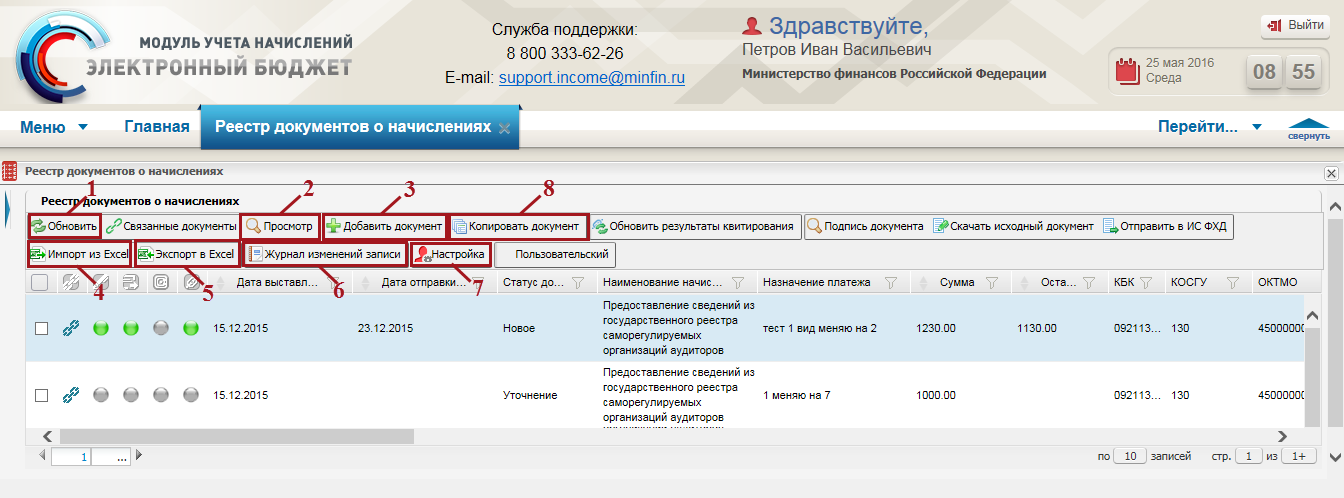 МОДУЛЬ УЧЕТА НАЧИСЛЕНИЙ
ЭЛЕКТРОННЫЙ БЮДЖЕТ
Служба поддержки:
8 800 333-62-26
E-mail: support.income@minfin.ru
Здравствуйте,
Петров Иван Васильевич
Министерство финансов Российской Федерации
Выйти
25 мая 2016
Среда
08 55
Меню Главная Реестр документов о начислениях Перейти... свернуть
Реестр документов о начислениях
1 2 3 8
Реестр документов о начислениях
Обновить Связанные документы Просмотр Добавить документ Копировать документ Обновить результаты квитирования Подпись документа Скачать исходный документ Отправить в ИС ФХД
Импорт из Excel Экспорт в Excel Журнал изменений записи Настройка Пользовательский
4 5 6 7
Дата выставл... Дата отправки... Статус до... Наименование начис... Назначение платежа Сумма Оста... КБК КОСГУ ОКТМО
Предоставление сведений из
государственного реестра
15.12.2015 23.12.2015 Новое саморегулируемых тест 1 вид меняю на 2 1230.00 1130.00 092113... 130 45000000
организаций аудиторов
Предоставление сведений из
государственного реестра
15.12.2015 Уточнение саморегулируемых 1 меняю на 7 1000.00 092113... 130 45000000
организаций аудиторов
1 ... по 10 записей стр. 1 из 1+